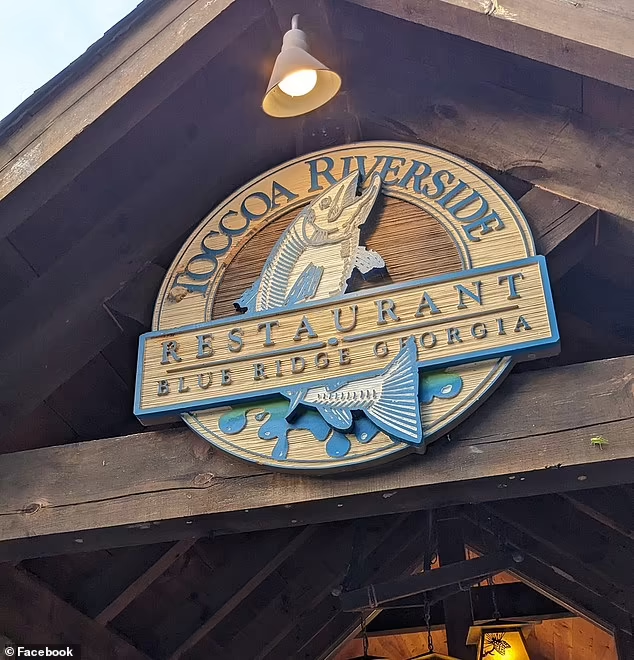 TOCCOA RIVERSIDE
RESTAURANT
BLUE RIDGE GEORGIA
© Facebook